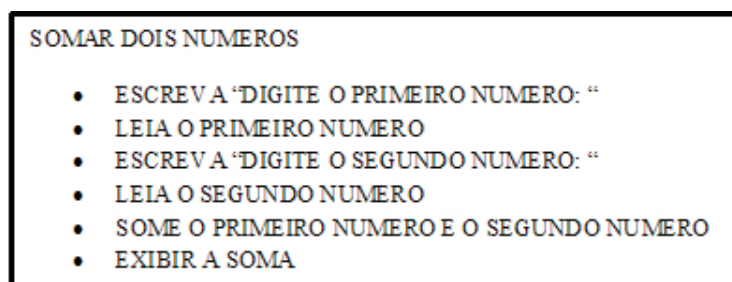 SOMAR DOIS NUMEROS
• ESCREVA “DIGITE O PRIMEIRO NUMERO: “
• LEIA O PRIMEIRO NUMERO
• ESCREVA “DIGITE O SEGUNDO NUMERO: “
• LEIA O SEGUNDO NUMERO
• SOME O PRIMEIRO NUMERO E O SEGUNDO NUMERO
• EXIBIR A SOMA